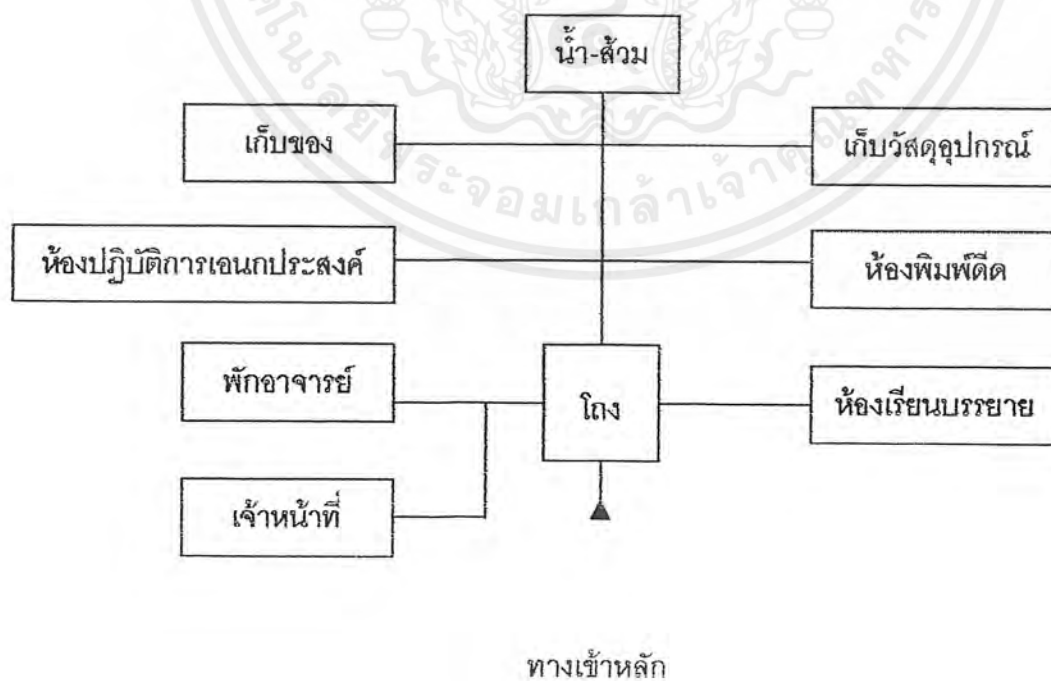 น้ำ-ส้วม
เก็บของ
เก็บวัสดุอุปกรณ์
ห้องปฏิบัติการเอนกประสงค์
ห้องพิมพ์ดีด
พักอาจารย์
โถง
ห้องเรียนบรรยาย
เจ้าหน้าที่
ทางเข้าหลัก